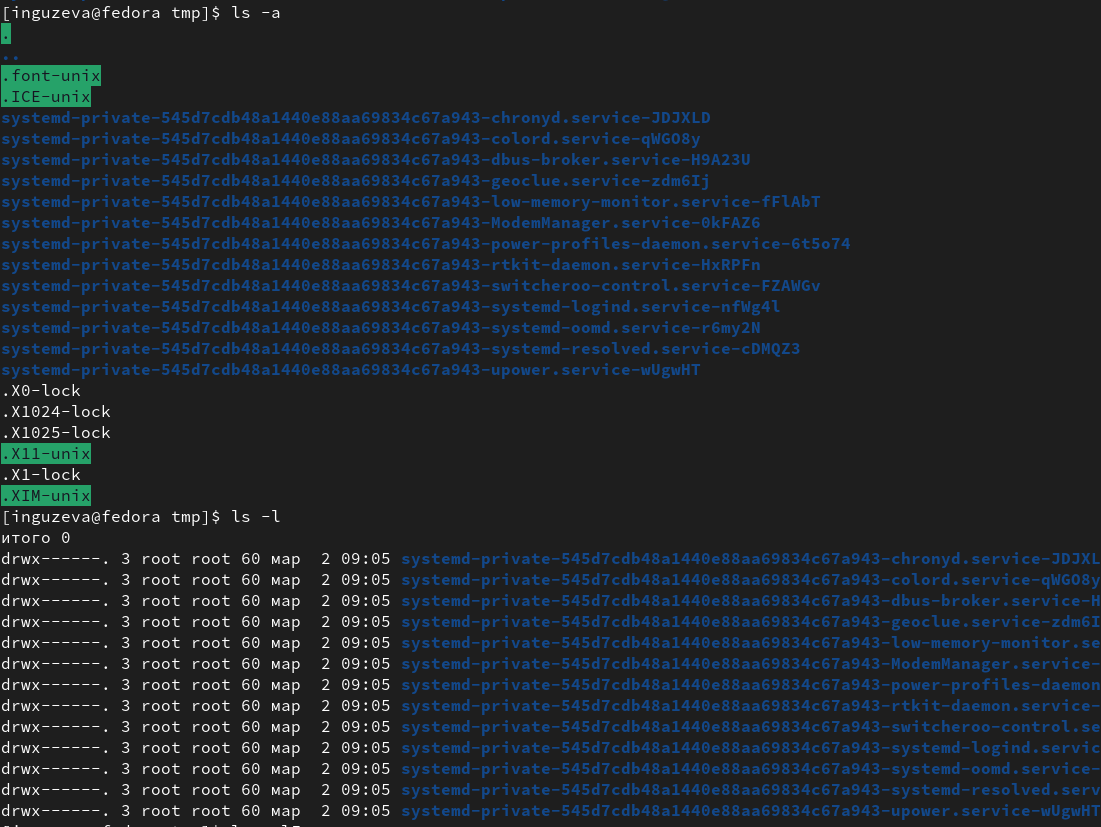 [inguzeva@fedora tmp]$ ls -a
.
..
.font-unix
.ICE-unix
systemd-private-545d7cdb48a1440e88aa69834c67a943-chronyd.service-JDJXLD
systemd-private-545d7cdb48a1440e88aa69834c67a943-colord.service-qWGO8y
systemd-private-545d7cdb48a1440e88aa69834c67a943-dbus-broker.service-H9A23U
systemd-private-545d7cdb48a1440e88aa69834c67a943-geoclue.service-zdm6Ij
systemd-private-545d7cdb48a1440e88aa69834c67a943-low-memory-monitor.service-fFlAbT
systemd-private-545d7cdb48a1440e88aa69834c67a943-ModemManager.service-0kFAZ6
systemd-private-545d7cdb48a1440e88aa69834c67a943-power-profiles-daemon.service-6t5o74
systemd-private-545d7cdb48a1440e88aa69834c67a943-rtkit-daemon.service-HxRPFn
systemd-private-545d7cdb48a1440e88aa69834c67a943-switcheroo-control.service-FZAWGv
systemd-private-545d7cdb48a1440e88aa69834c67a943-systemd-logind.service-nfWg4l
systemd-private-545d7cdb48a1440e88aa69834c67a943-systemd-oomd.service-r6my2N
systemd-private-545d7cdb48a1440e88aa69834c67a943-systemd-resolved.service-cDMQZ3
systemd-private-545d7cdb48a1440e88aa69834c67a943-upower.service-wUgwHT
.X0-lock
.X1024-lock
.X1025-lock
.X11-unix
.X1-lock
.XIM-unix
[inguzeva@fedora tmp]$ ls -l
итого 0
drwx------. 3 root root 60 мар  2 09:05 systemd-private-545d7cdb48a1440e88aa69834c67a943-chronyd.service-JDJXL
drwx------. 3 root root 60 мар  2 09:05 systemd-private-545d7cdb48a1440e88aa69834c67a943-colord.service-qWGO8y
drwx------. 3 root root 60 мар  2 09:05 systemd-private-545d7cdb48a1440e88aa69834c67a943-dbus-broker.service-H
drwx------. 3 root root 60 мар  2 09:05 systemd-private-545d7cdb48a1440e88aa69834c67a943-geoclue.service-zdm6I
drwx------. 3 root root 60 мар  2 09:05 systemd-private-545d7cdb48a1440e88aa69834c67a943-low-memory-monitor.se
drwx------. 3 root root 60 мар  2 09:05 systemd-private-545d7cdb48a1440e88aa69834c67a943-ModemManager.service-
drwx------. 3 root root 60 мар  2 09:05 systemd-private-545d7cdb48a1440e88aa69834c67a943-power-profiles-daemon
drwx------. 3 root root 60 мар  2 09:05 systemd-private-545d7cdb48a1440e88aa69834c67a943-rtkit-daemon.service-
drwx------. 3 root root 60 мар  2 09:05 systemd-private-545d7cdb48a1440e88aa69834c67a943-switcheroo-control.se
drwx------. 3 root root 60 мар  2 09:05 systemd-private-545d7cdb48a1440e88aa69834c67a943-systemd-logind.servic
drwx------. 3 root root 60 мар  2 09:05 systemd-private-545d7cdb48a1440e88aa69834c67a943-systemd-oomd.service-
drwx------. 3 root root 60 мар  2 09:05 systemd-private-545d7cdb48a1440e88aa69834c67a943-systemd-resolved.serv
drwx------. 3 root root 60 мар  2 09:05 systemd-private-545d7cdb48a1440e88aa69834c67a943-upower.service-wUgwHT